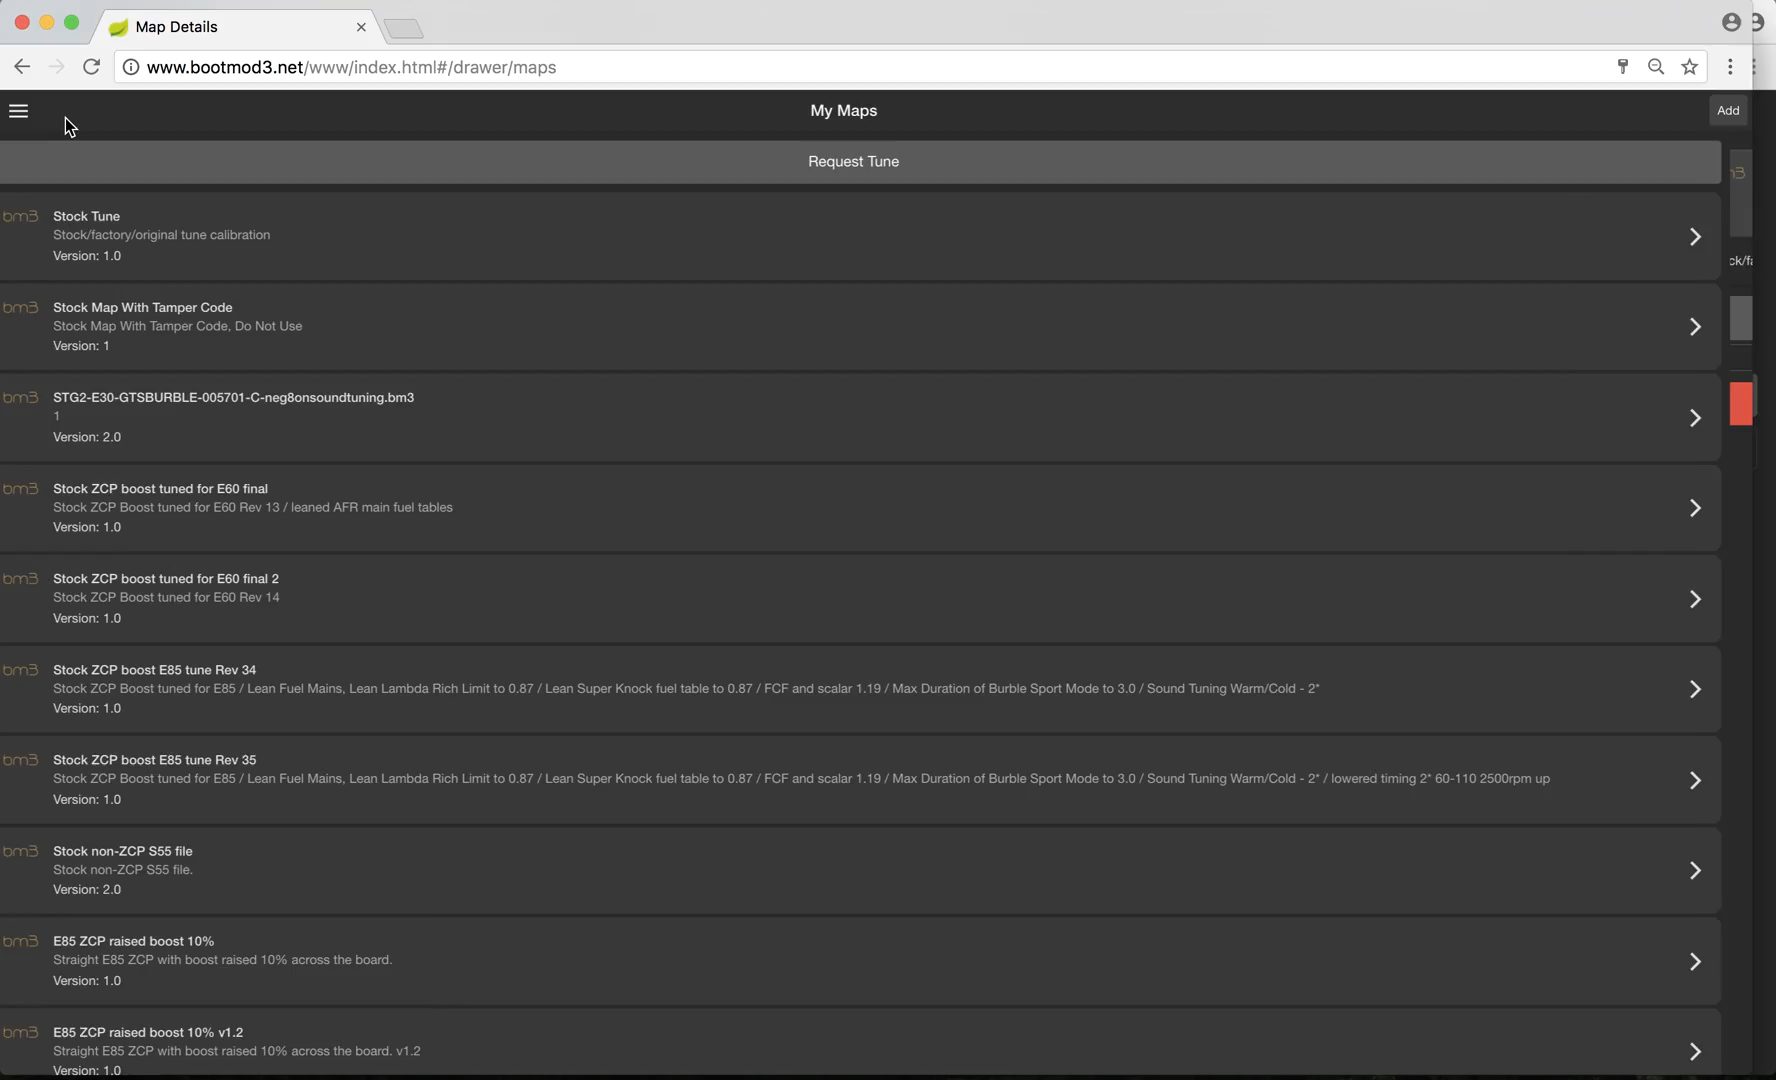 Map Details
www.bootmod3.net/www/index.html#/drawer/maps
My Maps
Add
Request Tune
bm3 Stock Tune
Stock/factory/original tune calibration
Version: 1.0
bm3 Stock Map With Tamper Code
Stock Map With Tamper Code, Do Not Use
Version: 1
bm3 STG2-E30-GTSBURBLE-005701-C-neg8onsoundtuning.bm3
1
Version: 2.0
bm3 Stock ZCP boost tuned for E60 final
Stock ZCP Boost tuned for E60 Rev 13 / leaned AFR main fuel tables
Version: 1.0
bm3 Stock ZCP boost tuned for E60 final 2
Stock ZCP Boost tuned for E60 Rev 14
Version: 1.0
bm3 Stock ZCP boost E85 tune Rev 34
Stock ZCP Boost tuned for E85 / Lean Fuel Mains, Lean Lambda Rich Limit to 0.87 / Lean Super Knock fuel table to 0.87 / FCF and scalar 1.19 / Max Duration of Burble Sport Mode to 3.0 / Sound Tuning Warm/Cold - 2*
Version: 1.0
bm3 Stock ZCP boost E85 tune Rev 35
Stock ZCP Boost tuned for E85 / Lean Fuel Mains, Lean Lambda Rich Limit to 0.87 / Lean Super Knock fuel table to 0.87 / FCF and scalar 1.19 / Max Duration of Burble Sport Mode to 3.0 / Sound Tuning Warm/Cold - 2* / lowered timing 2* 60-110 2500rpm up
Version: 1.0
bm3 Stock non-ZCP S55 file
Stock non-ZCP S55 file.
Version: 2.0
bm3 E85 ZCP raised boost 10%
Straight E85 ZCP with boost raised 10% across the board.
Version: 1.0
bm3 E85 ZCP raised boost 10% v1.2
Straight E85 ZCP with boost raised 10% across the board. v1.2
Version: 1.0